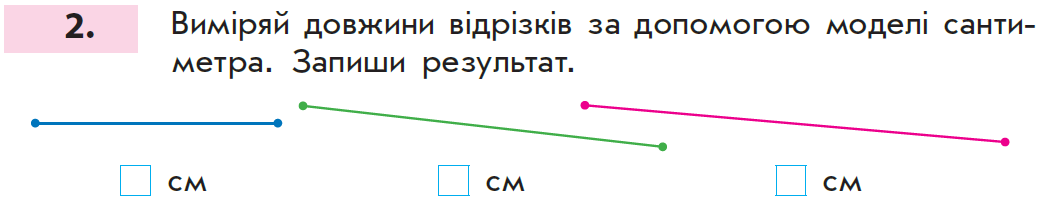 2. Виміряй довжини відрізків за допомогою моделі санти-
метра. Запиши результат.
см см см